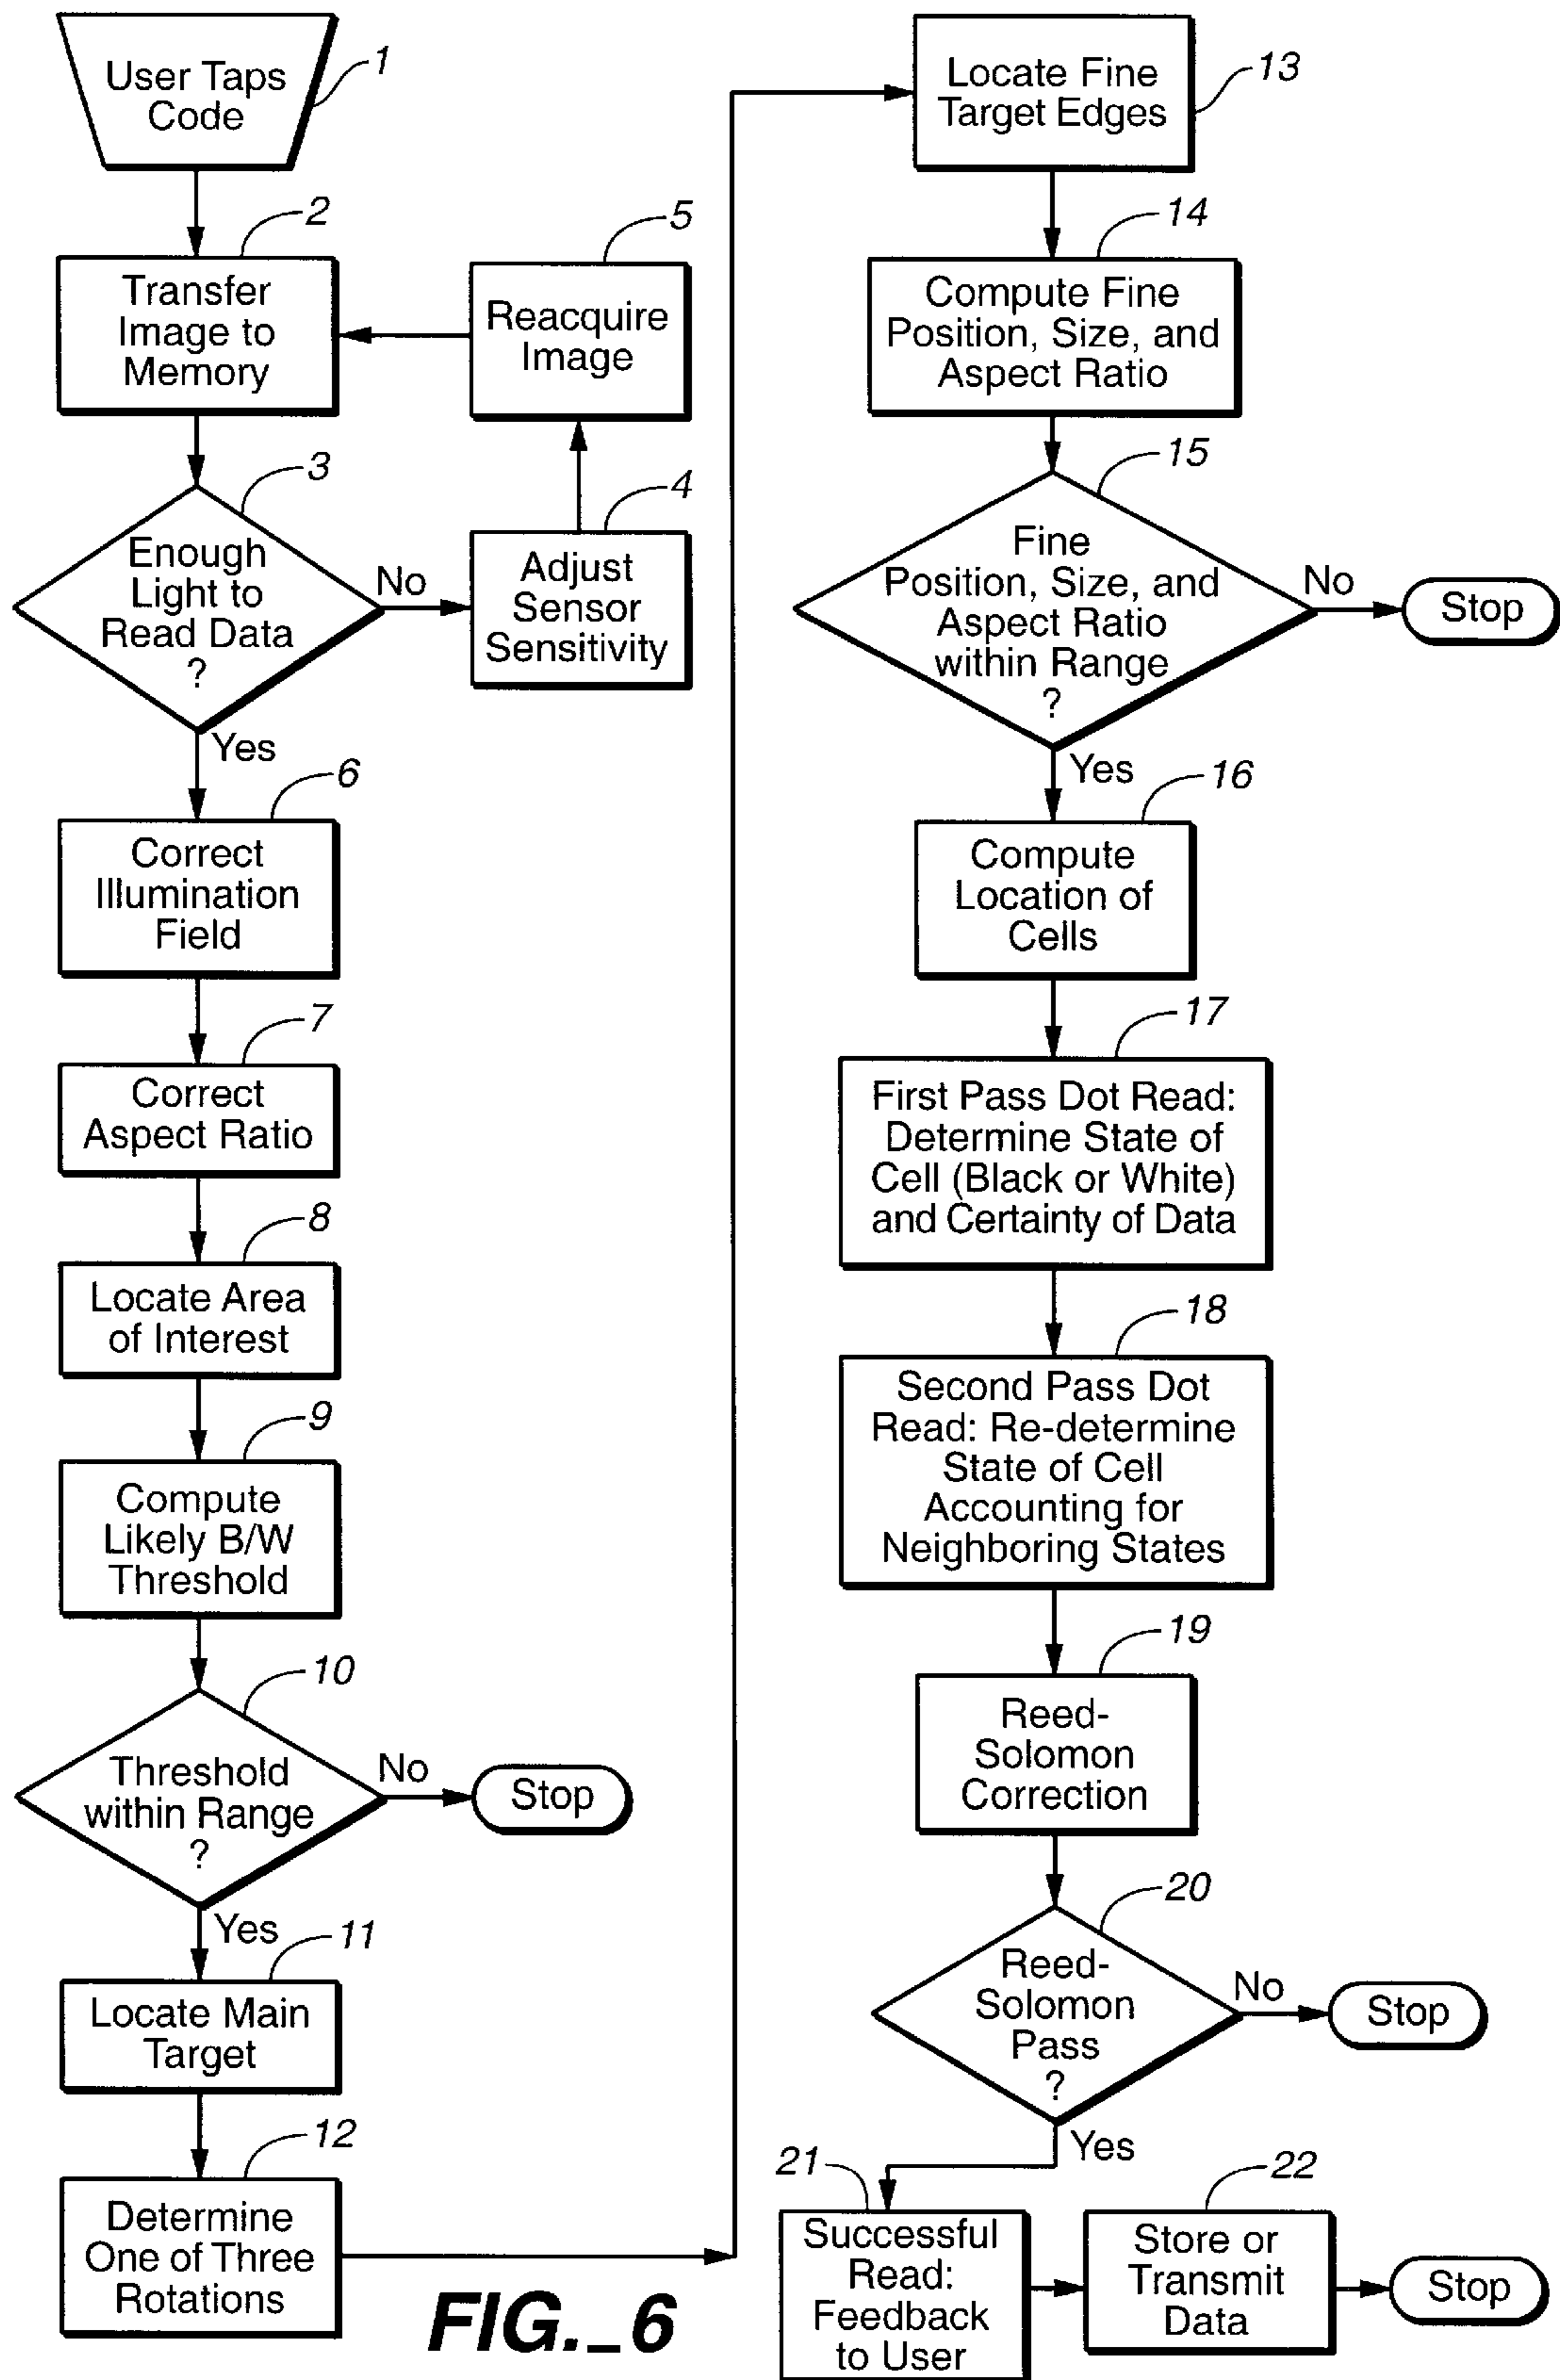 User Taps
Code
1
2
Transfer
Image to
Memory
5
Reacquire
Image
3
Enough
Light to
Read Data
?
No
4
Adjust
Sensor
Sensitivity
Yes
6
Correct
Illumination
Field
7
Correct
Aspect Ratio
8
Locate Area
of Interest
9
Compute
Likely B/W
Threshold
10
Threshold
within Range
?
No
Stop
Yes
11
Locate Main
Target
12
Determine
One of Three
Rotations
13
Locate Fine
Target Edges
14
Compute Fine
Position, Size, and
Aspect Ratio
15
Fine
Position, Size, and
Aspect Ratio
within Range
?
No
Stop
Yes
16
Compute
Location of
Cells
17
First Pass Dot Read:
Determine State of
Cell (Black or White)
and Certainty of Data
18
Second Pass Dot
Read: Re-determine
State of Cell
Accounting for
Neighboring States
19
Reed-
Solomon
Correction
20
Reed-
Solomon
Pass
?
No
Stop
Yes
21
Successful
Read:
Feedback
to User
22
Store or
Transmit
Data
Stop
FIG._6